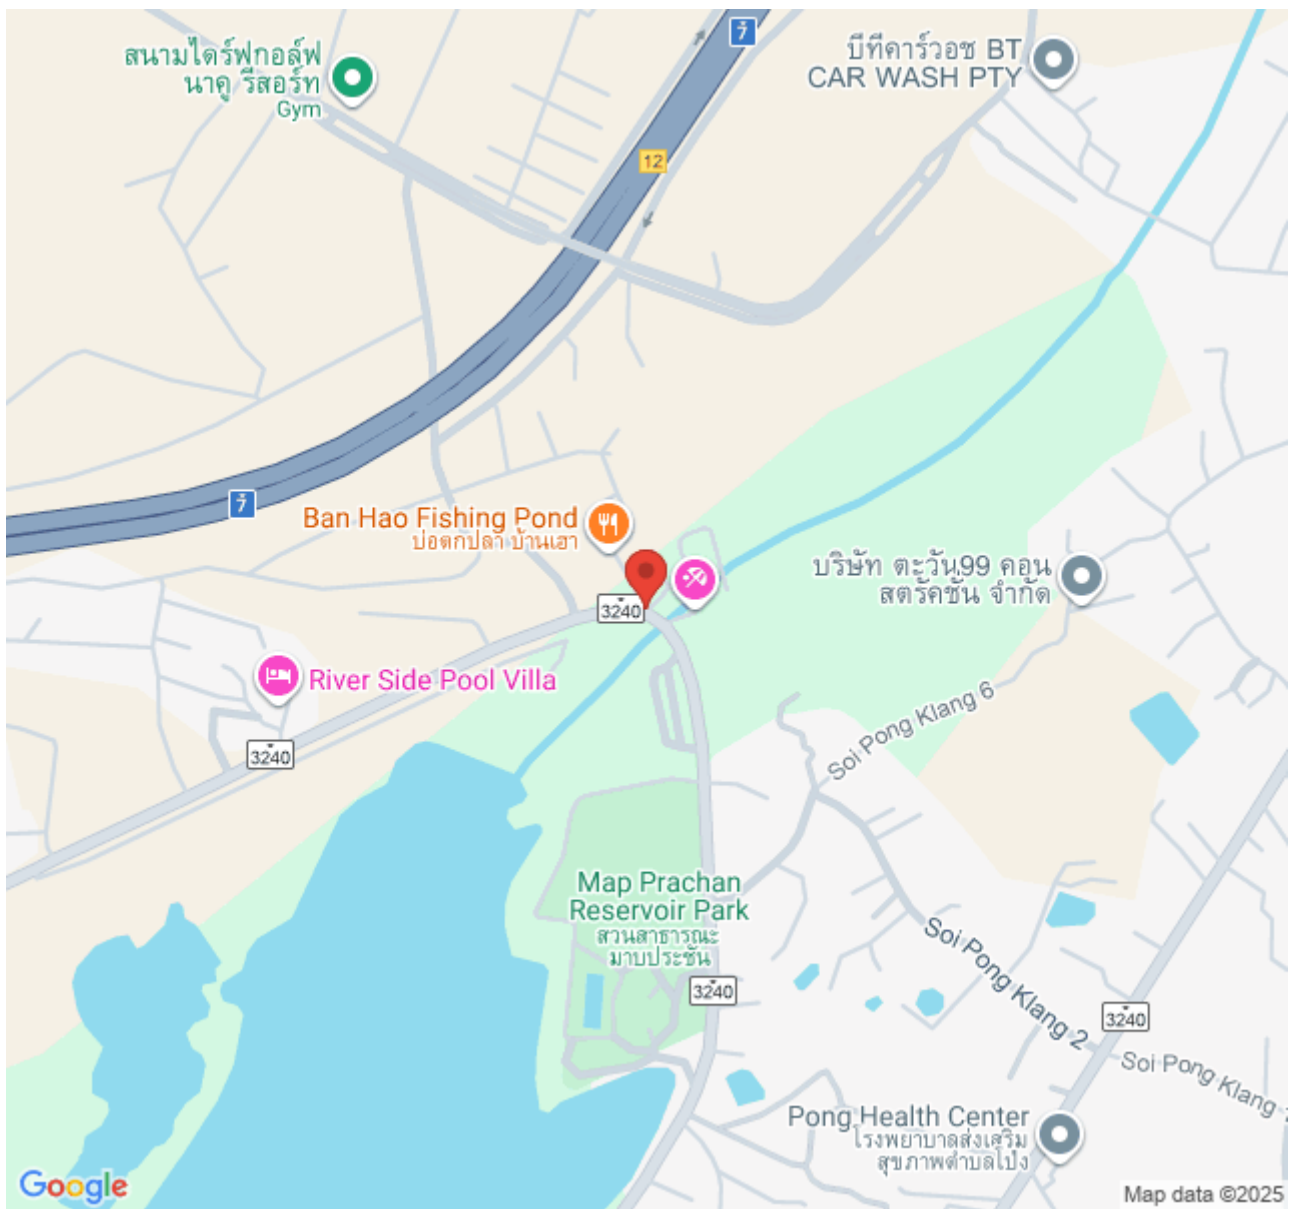 7
สนามไดร์ฟกอล์ฟ
นาคู รีสอร์ท
Gym
บีทีคาร์วอช BT
CAR WASH PTY
12
7
Ban Hao Fishing Pond
บ่อตกปลา บ้านเฮา
บริษัท ตะวัน99 คอน
สตรัคชั่น จำกัด
3240
River Side Pool Villa
Soi Pong Klang 6
3240
Map Prachan
Reservoir Park
สวนสาธารณะ
มาบประชัน
Soi Pong Klang 2
3240
3240
Soi Pong Klang
Pong Health Center
โรงพยาบาลส่งเสริม
สุขภาพตำบลโป่ง
Google
Map data ©2025